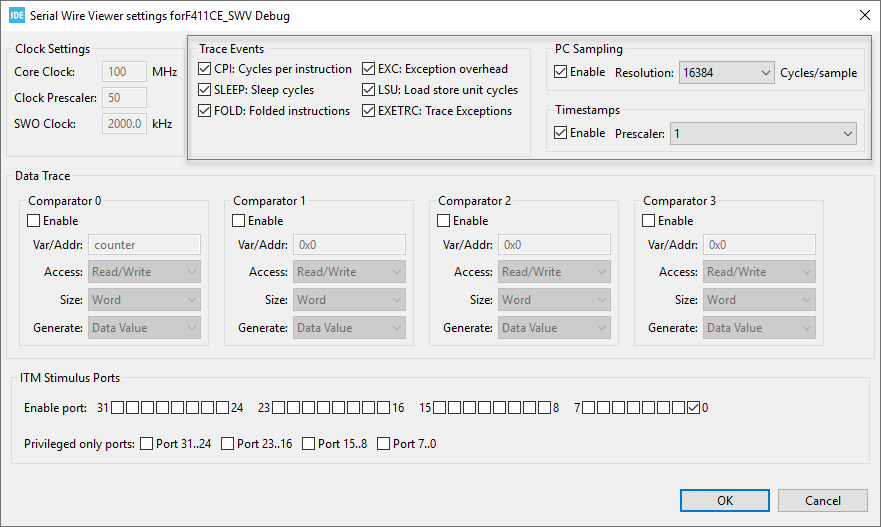 IDE Serial Wire Viewer settings forF411CE_SWV Debug
Clock Settings
Core Clock: 100 MHz
Clock Prescaler: 50
SWO Clock: 2000.0 kHz
Trace Events
CPI: Cycles per instruction EXC: Exception overhead
SLEEP: Sleep cycles LSU: Load store unit cycles
FOLD: Folded instructions EXETRC: Trace Exceptions
PC Sampling
Enable Resolution: 16384 Cycles/sample
Timestamps
Enable Prescaler: 1
Data Trace
Comparator 0
Enable
Var/Addr: counter
Access: Read/Write
Size: Word
Generate: Data Value
Comparator 1
Enable
Var/Addr: 0x0
Access: Read/Write
Size: Word
Generate: Data Value
Comparator 2
Enable
Var/Addr: 0x0
Access: Read/Write
Size: Word
Generate: Data Value
Comparator 3
Enable
Var/Addr: 0x0
Access: Read/Write
Size: Word
Generate: Data Value
ITM Stimulus Ports
Enable port: 31 24 23 16 15 8 7 0
Privileged only ports: Port 31..24 Port 23..16 Port 15..8 Port 7..0
OK Cancel